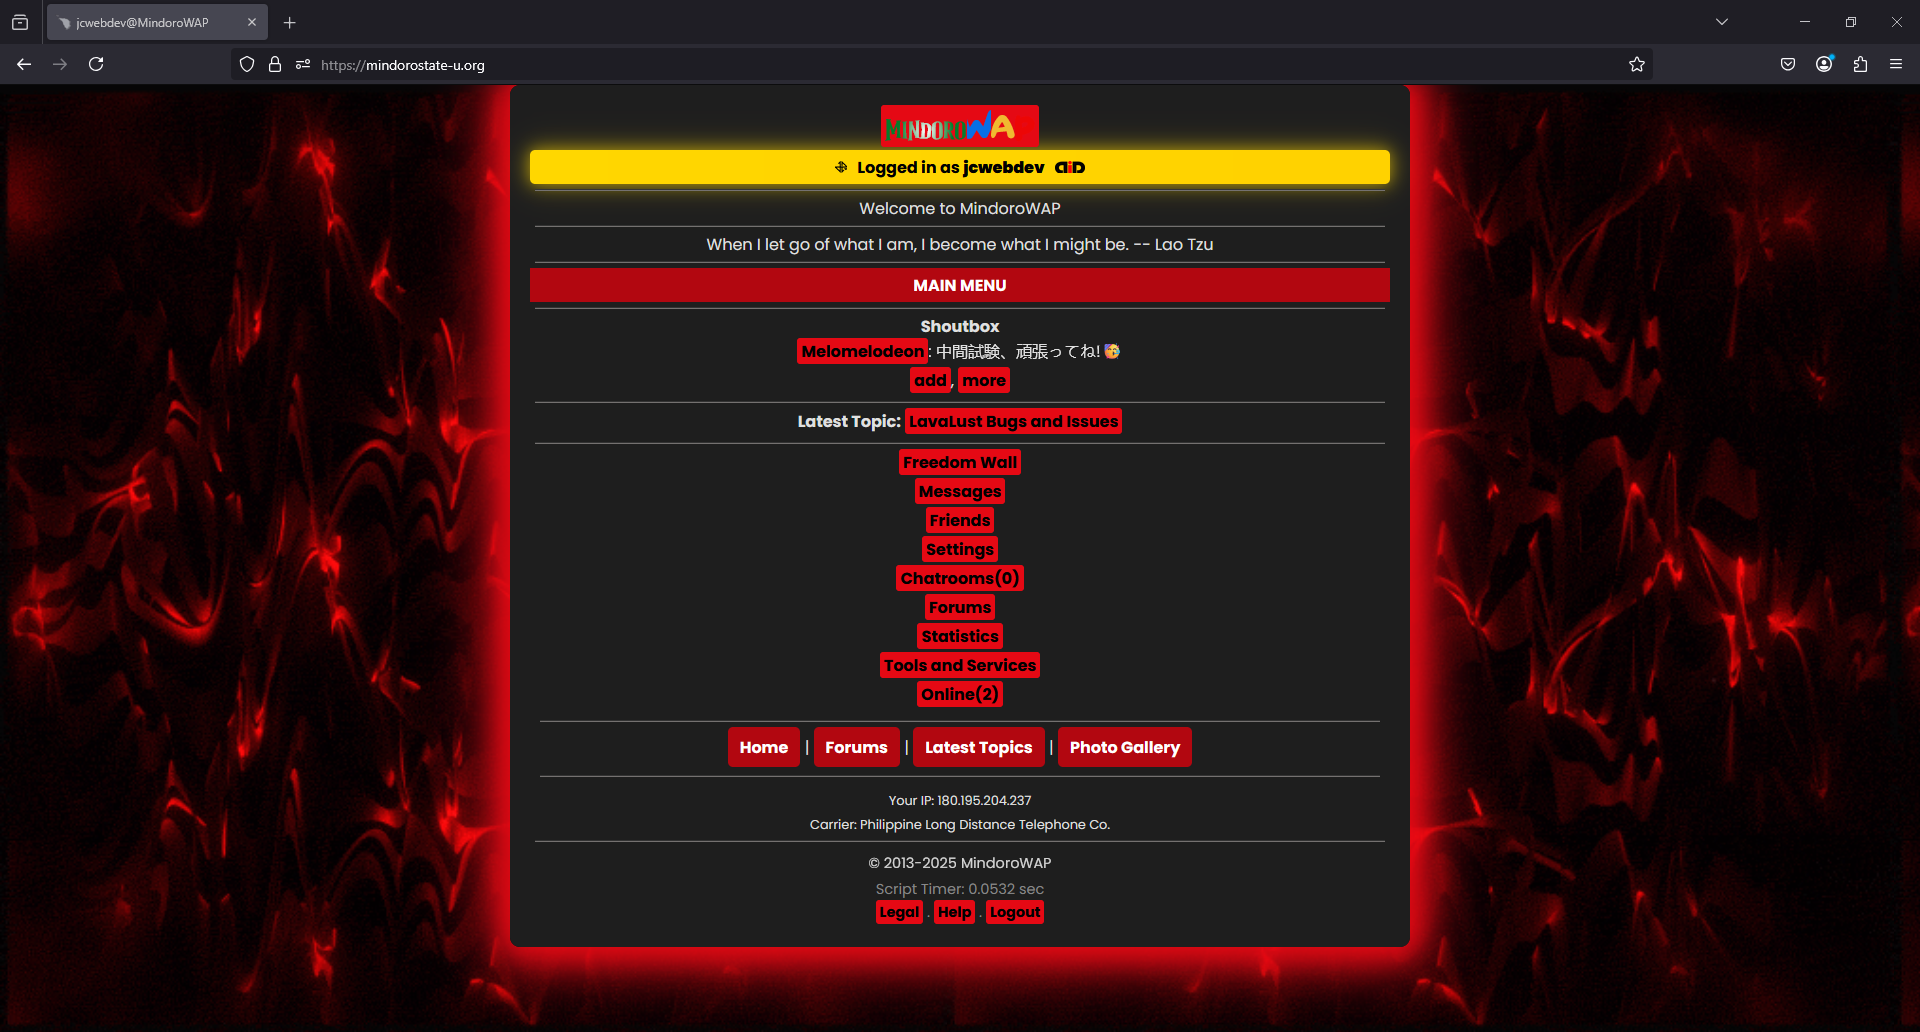 jcwebdev@MindoroWAP
https://mindorostate-u.org
MINDOROWA
Logged in as jcwebdev
Welcome to MindoroWAP
When I let go of what I am, I become what I might be. -- Lao Tzu
MAIN MENU
Shoutbox
Melomelodeon: 中間試験、頑張ってね! 🥳
add, more
Latest Topic: LavaLust Bugs and Issues
Freedom Wall
Messages
Friends
Settings
Chatrooms(0)
Forums
Statistics
Tools and Services
Online(2)
Home | Forums | Latest Topics | Photo Gallery
Your IP: 180.195.204.237
Carrier: Philippine Long Distance Telephone Co.
© 2013-2025 MindoroWAP
Script Timer: 0.0532 sec
Legal . Help . Logout